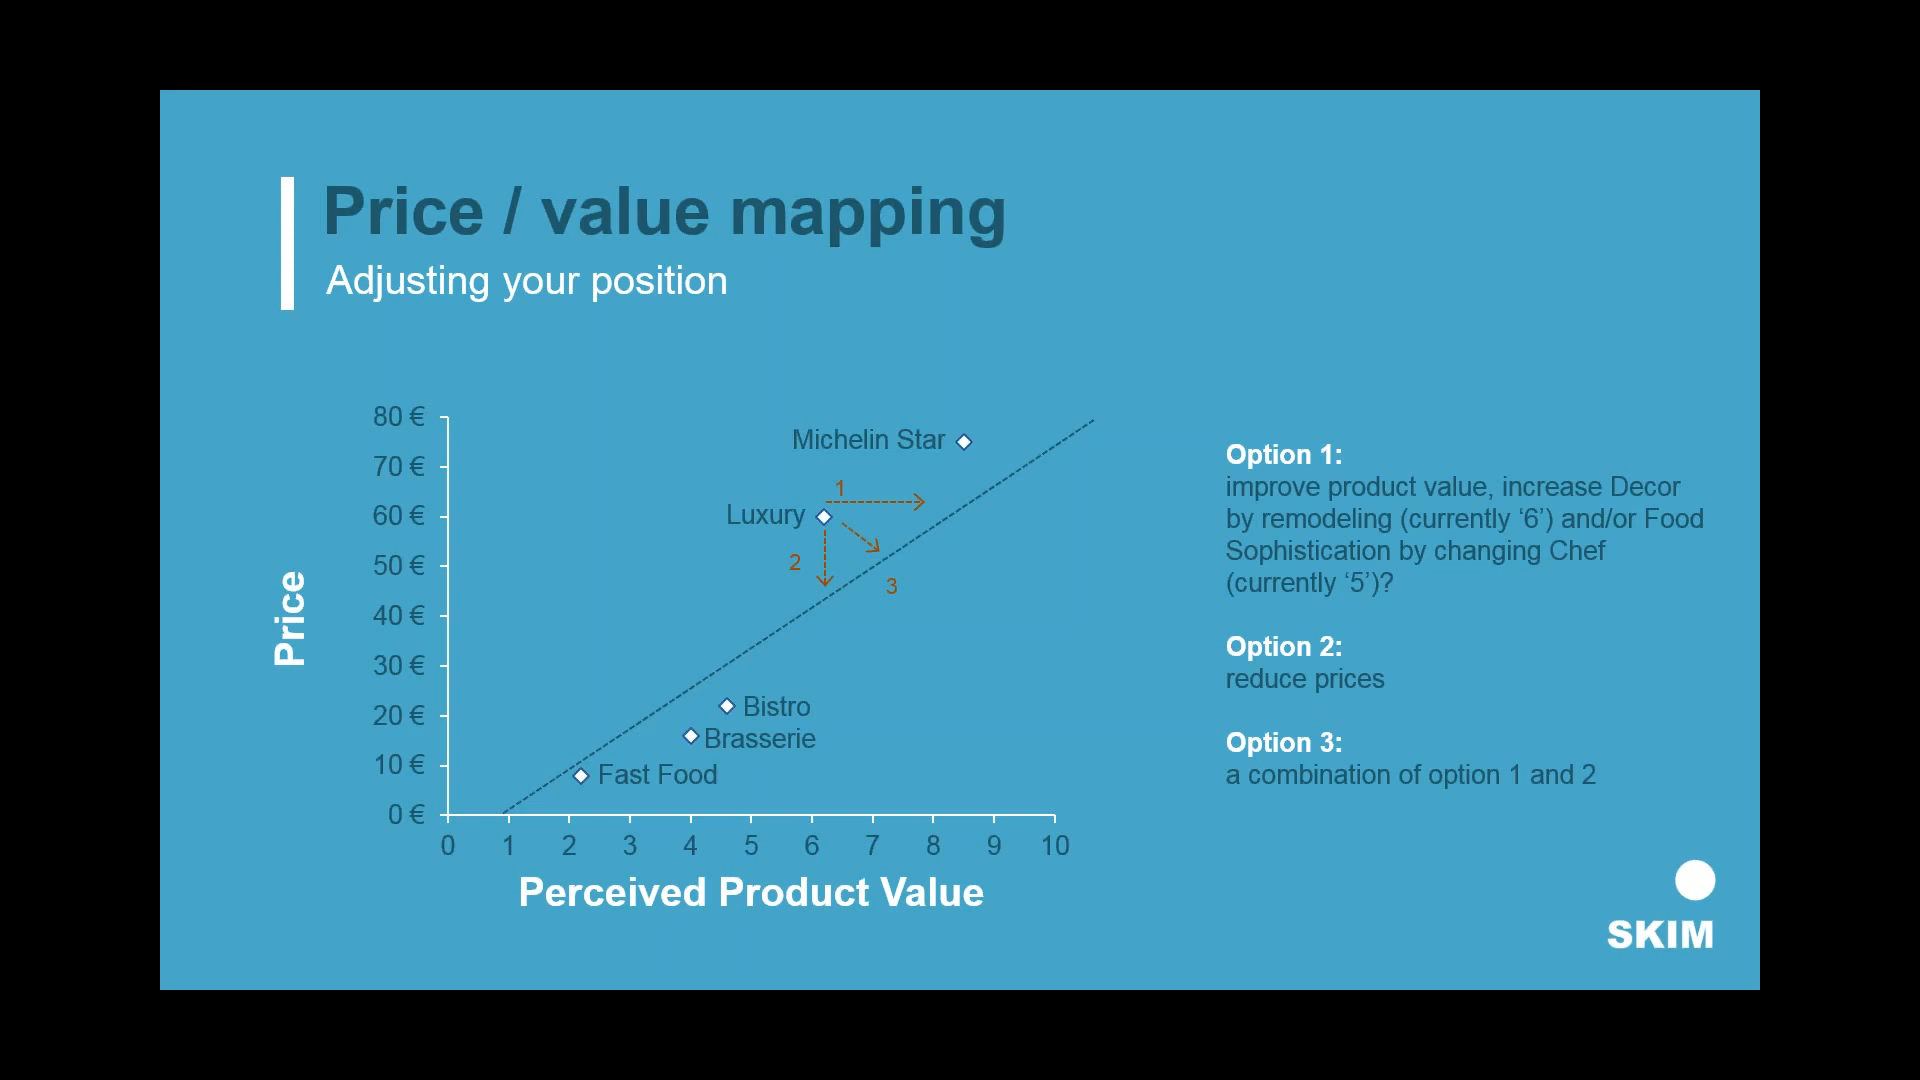 Price / value mapping
Adjusting your position
80 €
70 €
60 €
50 €
40 €
30 €
20 €
10 €
0 €
Price
Michelin Star
1
Luxury
2
3
Bistro
Brasserie
Fast Food
0 1 2 3 4 5 6 7 8 9 10
Perceived Product Value
Option 1:
improve product value, increase Decor
by remodeling (currently ‘6’) and/or Food
Sophistication by changing Chef
(currently ‘5’)?
Option 2:
reduce prices
Option 3:
a combination of option 1 and 2
SKIM